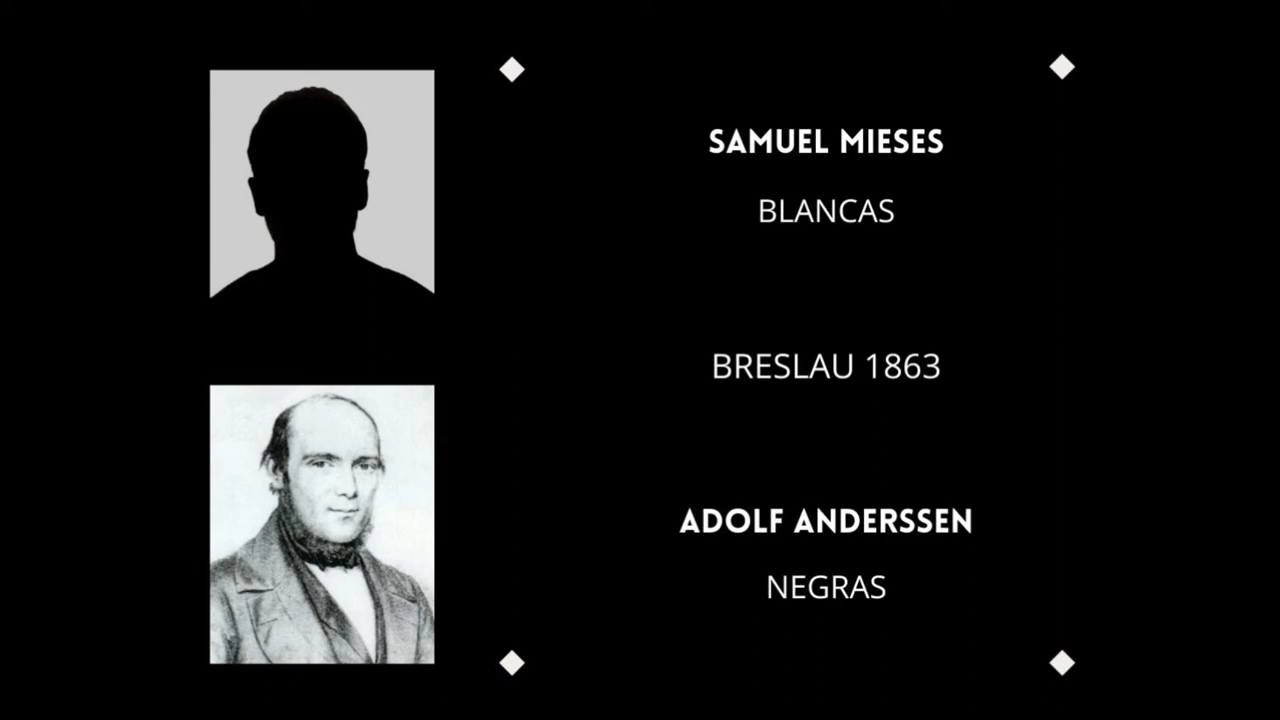 SAMUEL MIESES
BLANCAS
BRESLAU 1863
ADOLF ANDERSSEN
NEGRAS